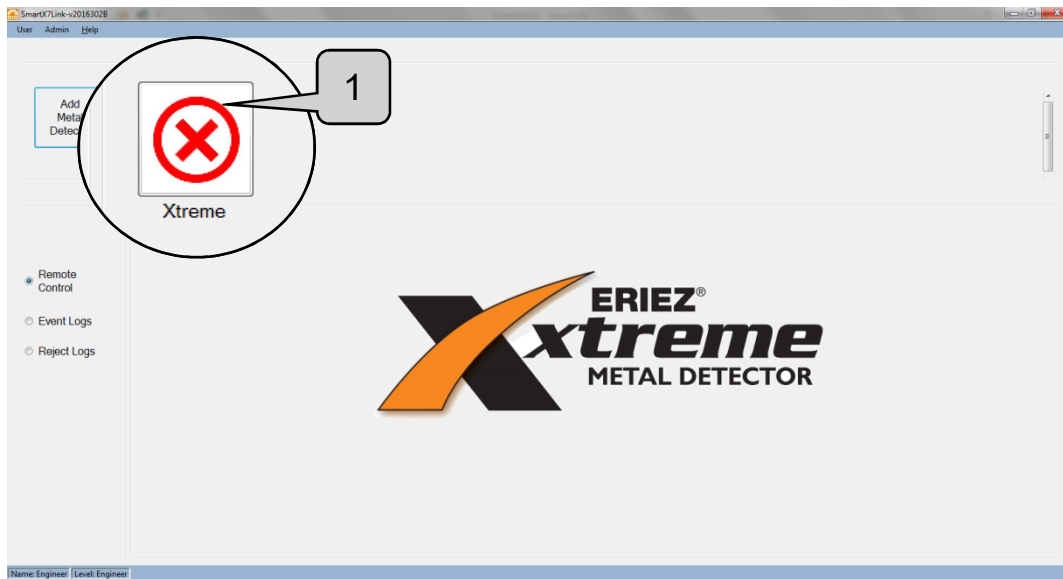 SmartX7Link-v2016302B
User Admin Help
1
Add
Metal
Detec
Xtreme
Remote
Control
Event Logs
Reject Logs
ERIEZ®
xtreme
METAL DETECTOR
Name: Engineer Level: Engineer